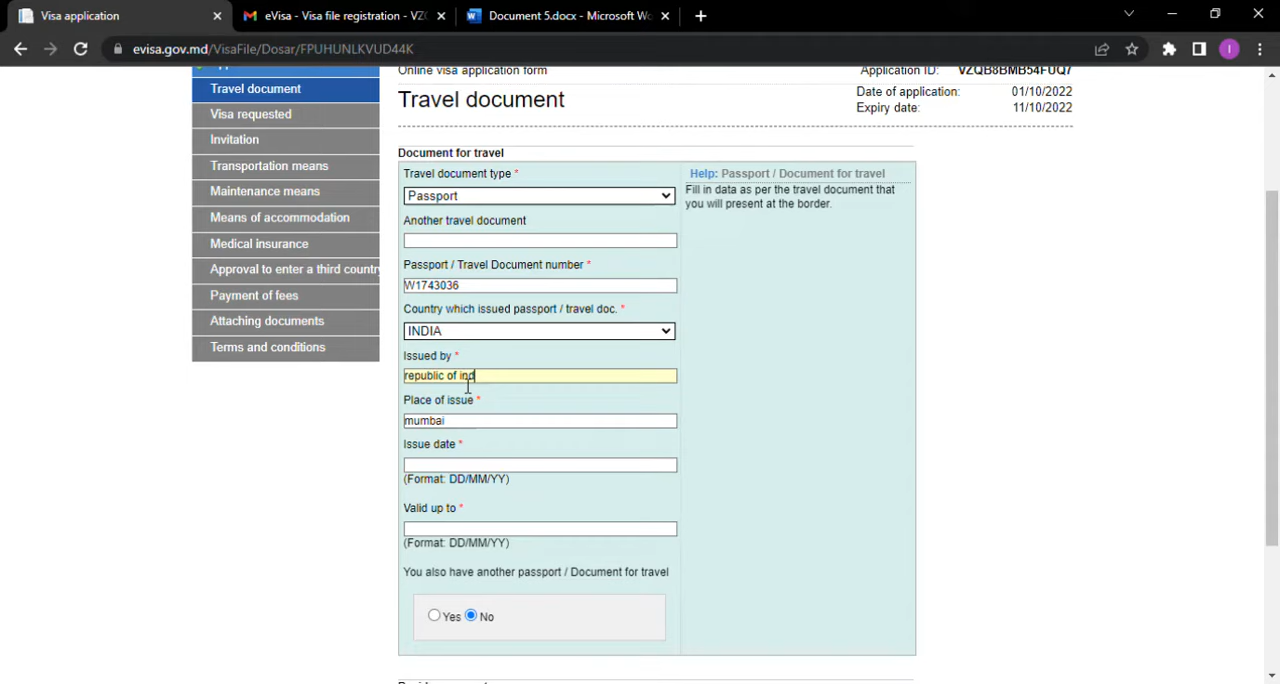 Visa application
eVisa - Visa file registration - VZ
Document 5.docx - Microsoft Wo
evisa.gov.md/VisaFile/Dosar/FPUHUNLKVUD44K
I
Online visa application form
Application ID: VZQB8BMB54FUQ7
Travel document
Date of application: 01/10/2022
Expiry date: 11/10/2022
Travel document
Visa requested
Invitation
Transportation means
Maintenance means
Means of accommodation
Medical insurance
Approval to enter a third country
Payment of fees
Attaching documents
Terms and conditions
Document for travel
Travel document type *
Passport
Another travel document
Passport / Travel Document number *
W1743036
Country which issued passport / travel doc. *
INDIA
Issued by *
republic of ind
Place of issue *
mumbai
Issue date *
(Format: DD/MM/YY)
Valid up to *
(Format: DD/MM/YY)
You also have another passport / Document for travel
Yes No
Help: Passport / Document for travel
Fill in data as per the travel document that
you will present at the border.